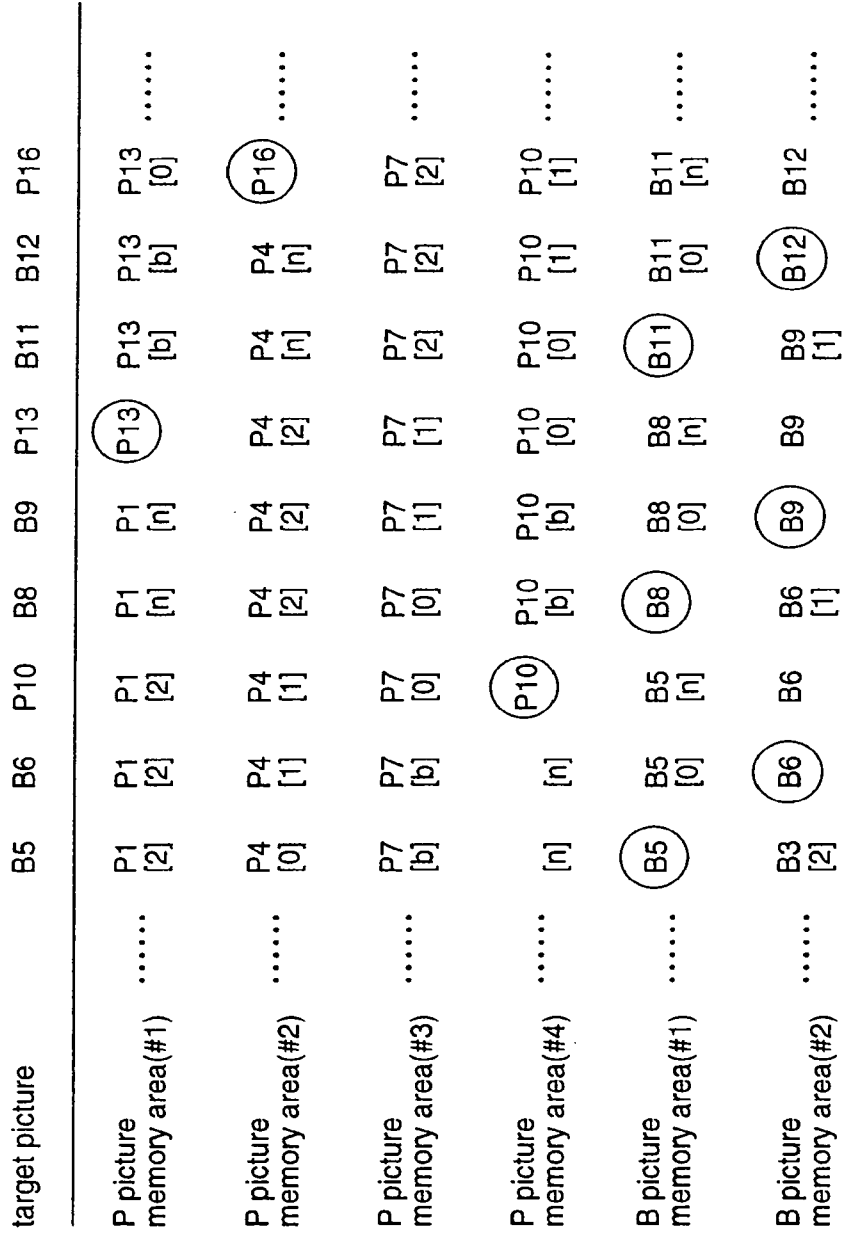 target picture B5 B6 P10 B8 B9 P13 B11 B12 P16
P picture ...... P1 P1 P1 P1 P1 P13 P13 P13 P13 ......
memory area(#1) [2] [2] [2] [n] [n] [b] [b] [0]
P picture ...... P4 P4 P4 P4 P4 P4 P4 P4 P16 ......
memory area(#2) [0] [1] [1] [2] [2] [2] [n] [n]
P picture ...... P7 P7 P7 P7 P7 P7 P7 P7 P7 ......
memory area(#3) [b] [b] [0] [0] [1] [1] [2] [2] [2]
P picture ...... P10 P10 P10 P10 P10 P10 P10 ......
memory area(#4) [n] [n] [b] [b] [0] [0] [1] [1]
B picture ...... B5 B5 B5 B8 B8 B8 B11 B11 B11 ......
memory area(#1) [0] [n] [0] [n] [0] [n]
B picture ...... B3 B6 B6 B6 B9 B9 B9 B12 B12 ......
memory area(#2) [2] [1] [1]